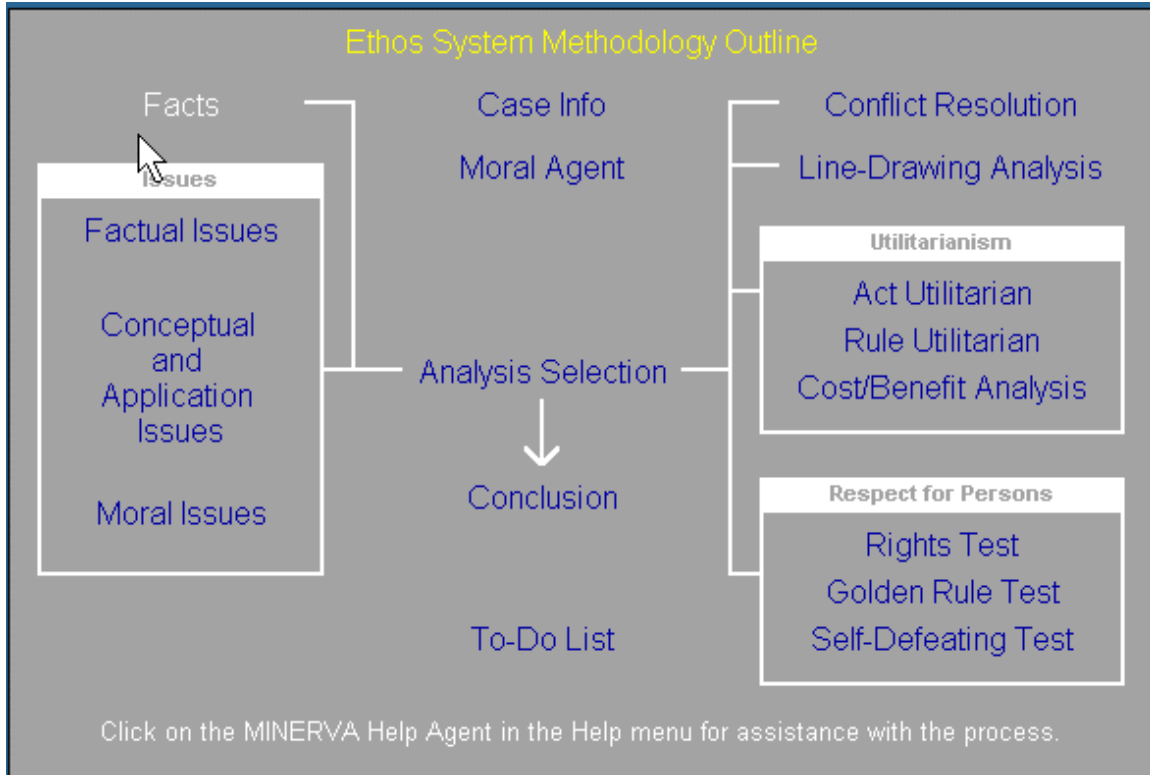 Ethos System Methodology Outline
Facts
Issues
Factual Issues
Conceptual
and
Application
Issues
Moral Issues
Case Info
Moral Agent
Analysis Selection
Conclusion
To-Do List
Conflict Resolution
Line-Drawing Analysis
Utilitarianism
Act Utilitarian
Rule Utilitarian
Cost/Benefit Analysis
Respect for Persons
Rights Test
Golden Rule Test
Self-Defeating Test
Click on the MINERVA Help Agent in the Help menu for assistance with the process.